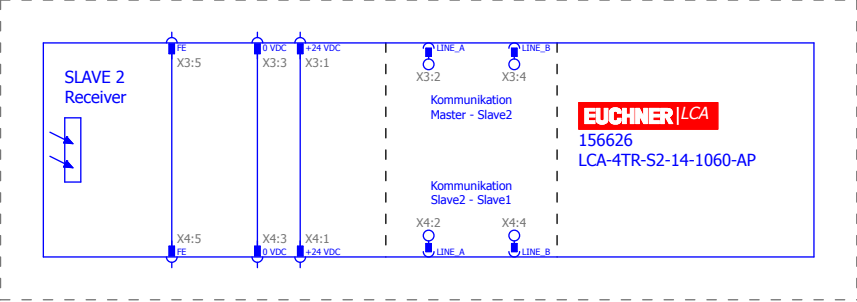 FE
0 VDC
+24 VDC
LINE_A
LINE_B
X3:5
X3:3
X3:1
X3:2
X3:4
SLAVE 2
Receiver
Kommunikation
Master - Slave2
EUCHNER|LCA
156626
LCA-4TR-S2-14-1060-AP
Kommunikation
Slave2 - Slave1
X4:5
X4:3
X4:1
X4:2
X4:4
FE
0 VDC
+24 VDC
LINE_A
LINE_B